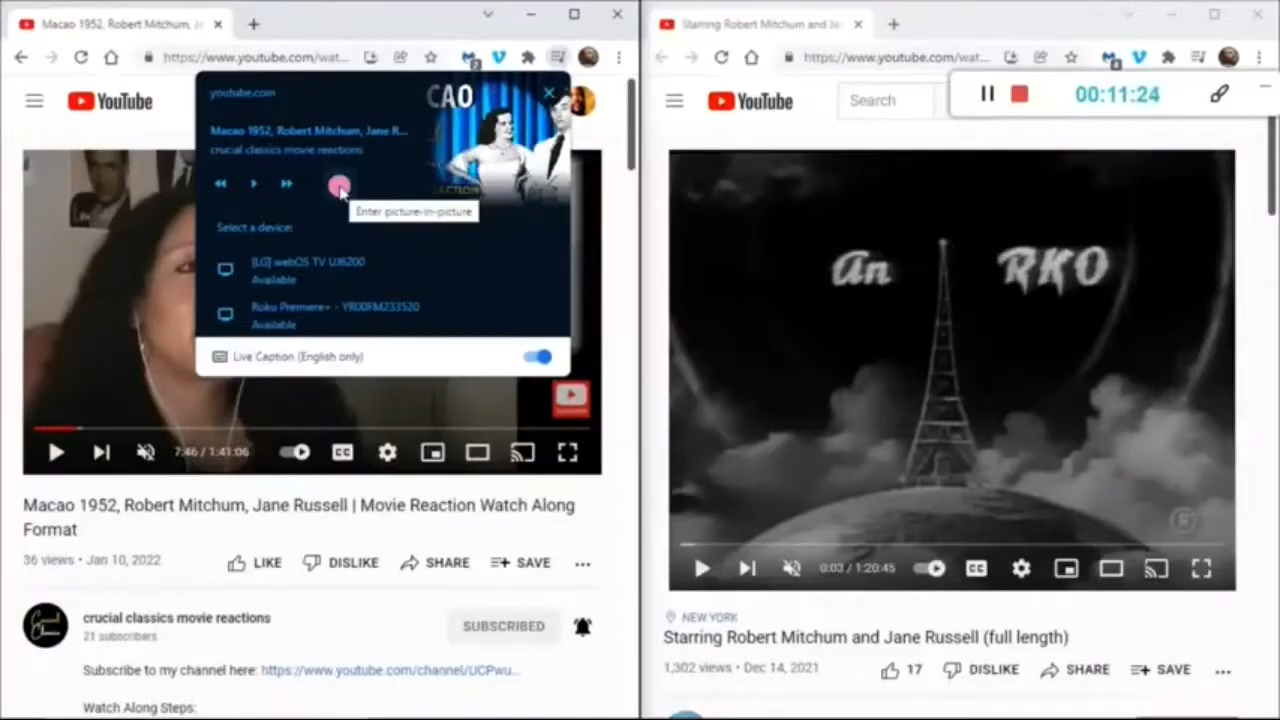 Macao 1952, Robert Mitchum, J
https://www.youtube.com/wat...
2
YouTube
youtube.com
CAO
Macao 1952, Robert Mitchum, Jane R...
crucial classics movie reactions
Enter picture-in-picture
Select a device:
[LG] webOS TV UJ6200
Available
Roku Premiere+ - YR00FM233520
Available
Live Caption (English only)
7:46 / 1:41:06
CC
Macao 1952, Robert Mitchum, Jane Russell | Movie Reaction Watch Along
Format
36 views • Jan 10, 2022
LIKE
DISLIKE
SHARE
SAVE
Crucial
Classics
crucial classics movie reactions
21 subscribers
SUBSCRIBED
Subscribe to my channel here: https://www.youtube.com/channel/UCPwu...
Watch Along Steps:
Starring Robert Mitchum and Ja
https://www.youtube.com/wat...
YouTube
Search
00:11:24
An RKO
0:03 / 1:20:45
CC
NEW YORK
Starring Robert Mitchum and Jane Russell (full length)
1,302 views • Dec 14, 2021
17
DISLIKE
SHARE
SAVE